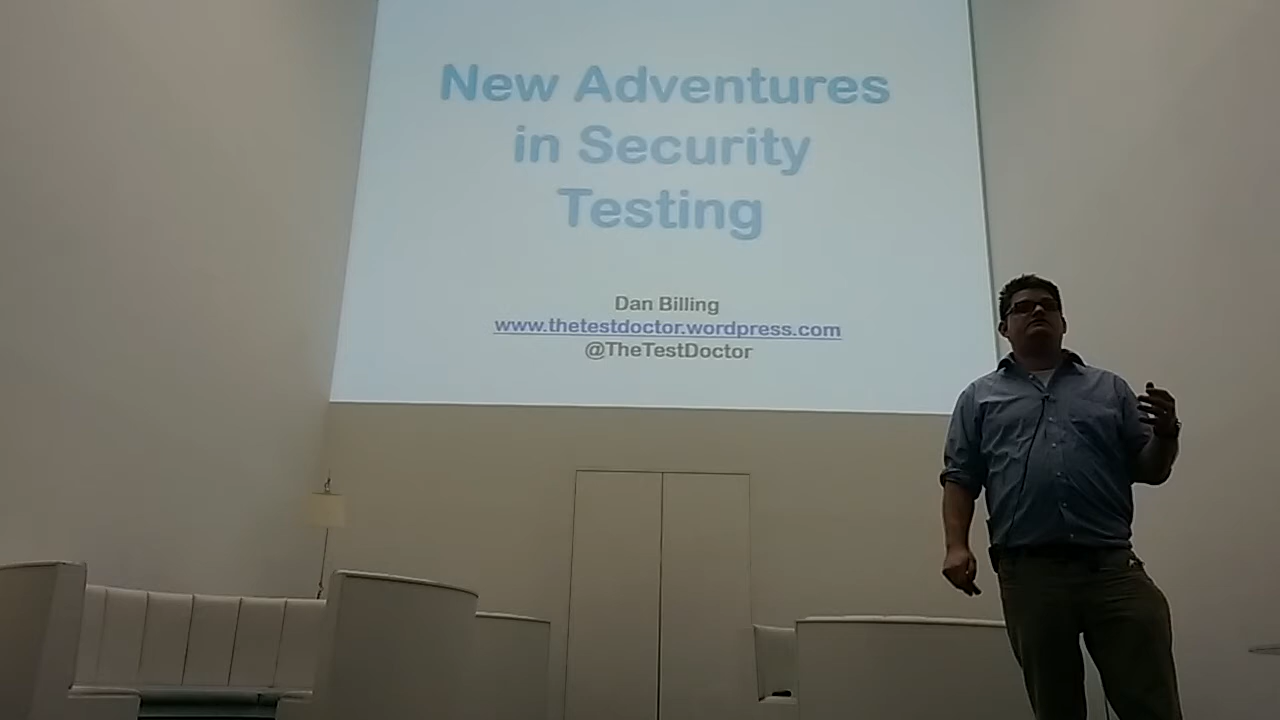 New Adventures
in Security
Testing
Dan Billing
www.thetestdoctor.wordpress.com
@TheTestDoctor